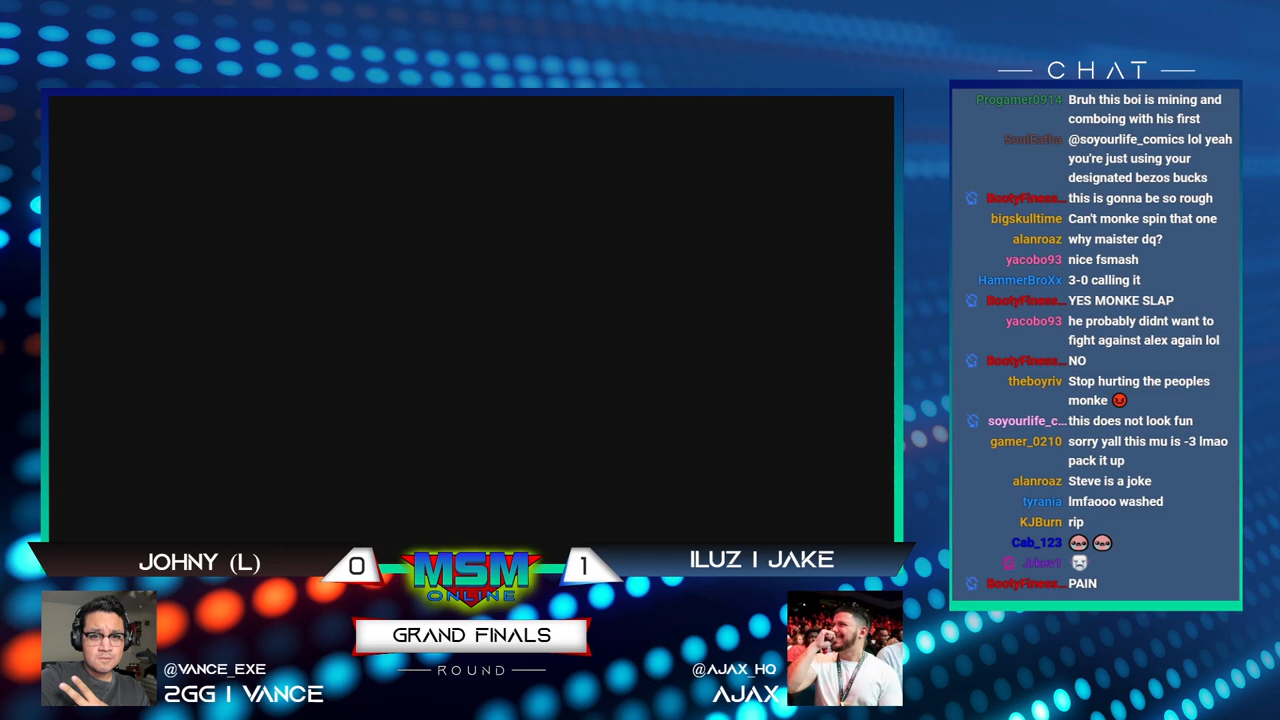 CHAT
Progamer0914 Bruh this boi is mining and
comboing with his first
SoulEatha @soyourlife_comics lol yeah
you're just using your
designated bezos bucks
BootyFiness... this is gonna be so rough
bigskulltime Can't monke spin that one
alanroaz why maister dq?
yacobo93 nice fsmash
HammerBroXx 3-0 calling it
BootyFiness... YES MONKE SLAP
yacobo93 he probably didnt want to
fight against alex again lol
BootyFiness... NO
theboyriv Stop hurting the peoples
monke 😡
soyourlife_c... this does not look fun
gamer_0210 sorry yall this mu is -3 lmao
pack it up
alanroaz Steve is a joke
tyrania lmfaooo washed
KJBurn rip
Cab_123
BootyFiness... PAIN
JOHNY (L) 0
MSM
ONLINE
1 ILUZ | JAKE
GRAND FINALS
ROUND
@VANCE_EXE
2GG | VANCE
@AJAX_HQ
AJAX